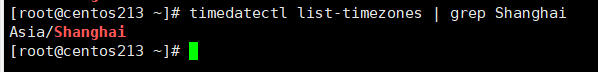 [root@centos213 ~]# timedatectl list-timezones | grep Shanghai
Asia/Shanghai
[root@centos213 ~]#